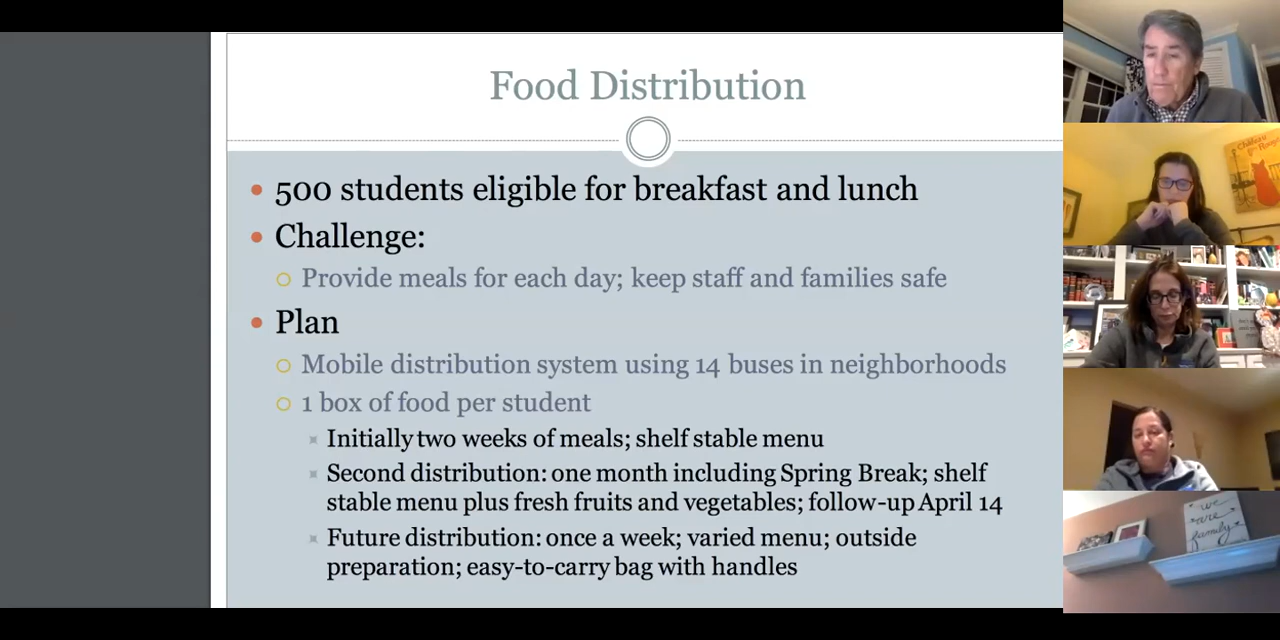 Food Distribution
500 students eligible for breakfast and lunch
Challenge:
Provide meals for each day; keep staff and families safe
Plan
Mobile distribution system using 14 buses in neighborhoods
1 box of food per student
Initially two weeks of meals; shelf stable menu
Second distribution: one month including Spring Break; shelf
stable menu plus fresh fruits and vegetables; follow-up April 14
Future distribution: once a week; varied menu; outside
preparation; easy-to-carry bag with handles
we
are
family